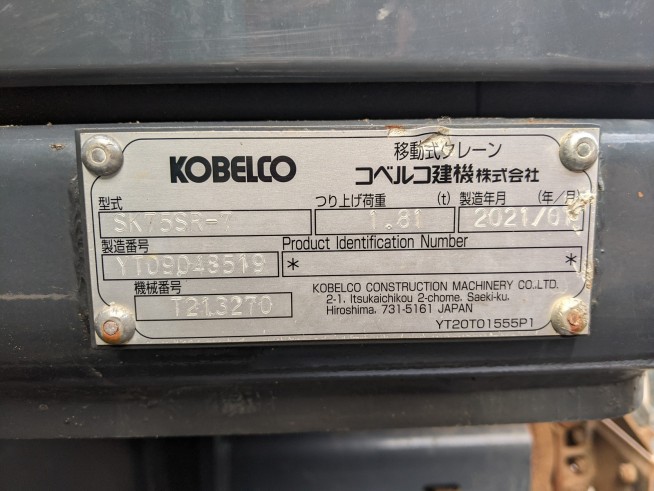 KOBELCO
移動式クレーン
コベルコ建機株式会社
型式
SK75SR-7
つり上げ荷重 (t)
1.81
製造年月 (年/月)
2021/0
製造番号
YT09D48519
Product Identification Number
* *
機械番号
T2132TO
KOBELCO CONSTRUCTION MACHINERY CO.,LTD.
2-1. Itsukaichikou 2-chome. Saeki-ku.
Hiroshima. 731-5161 JAPAN
YT20T01555P1